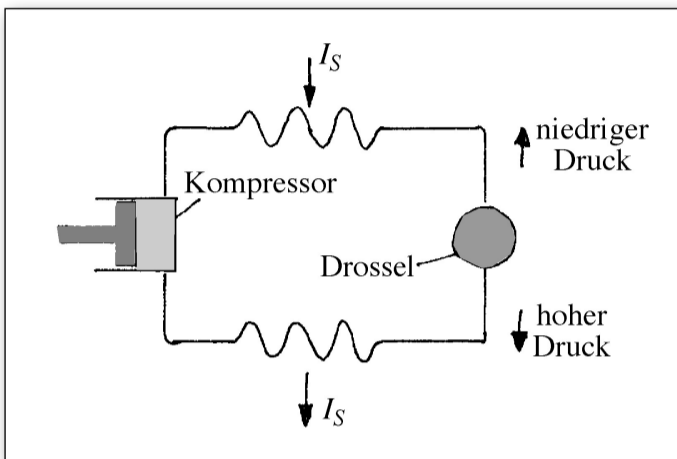 I_S
niedriger
Druck
Kompressor
Drossel
hoher
Druck
I_S